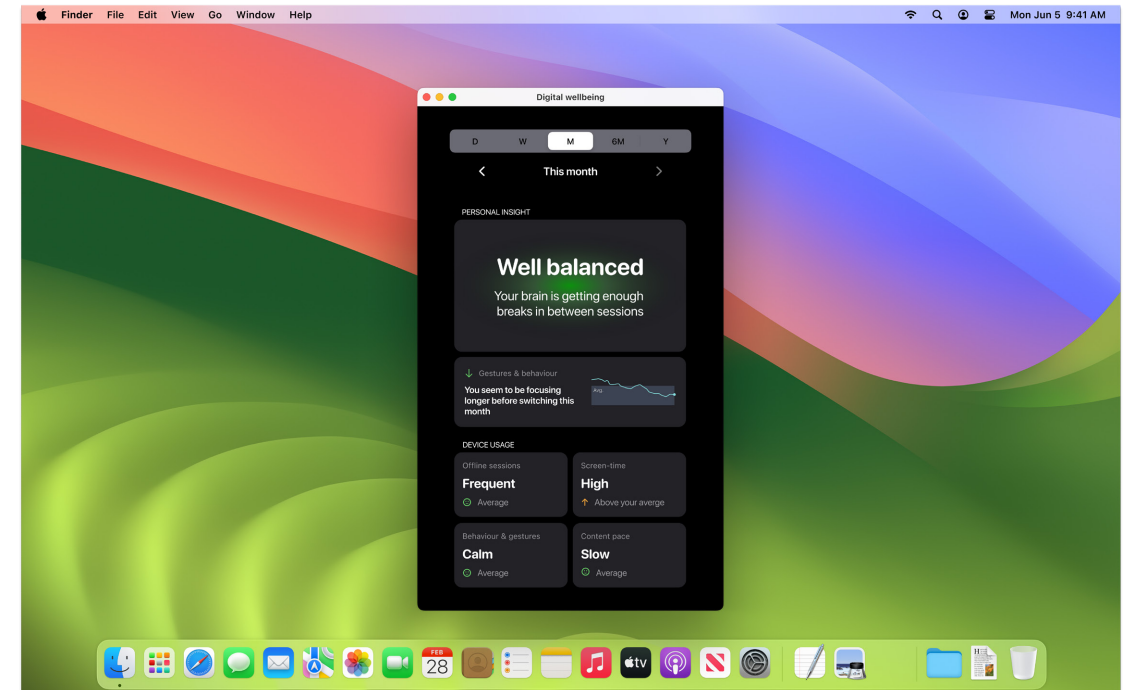 Finder File Edit View Go Window Help
Mon Jun 5 9:41 AM
Digital wellbeing
D W M 6M Y
This month
PERSONAL INSIGHT
Well balanced
Your brain is getting enough
breaks in between sessions
Gestures & behaviour
You seem to be focusing
longer before switching this
month
Avg.
DEVICE USAGE
Offline sessions
Frequent
Average
Screen-time
High
Above your averge
Behaviour & gestures
Calm
Average
Content pace
Slow
Average
FEB
28
tv